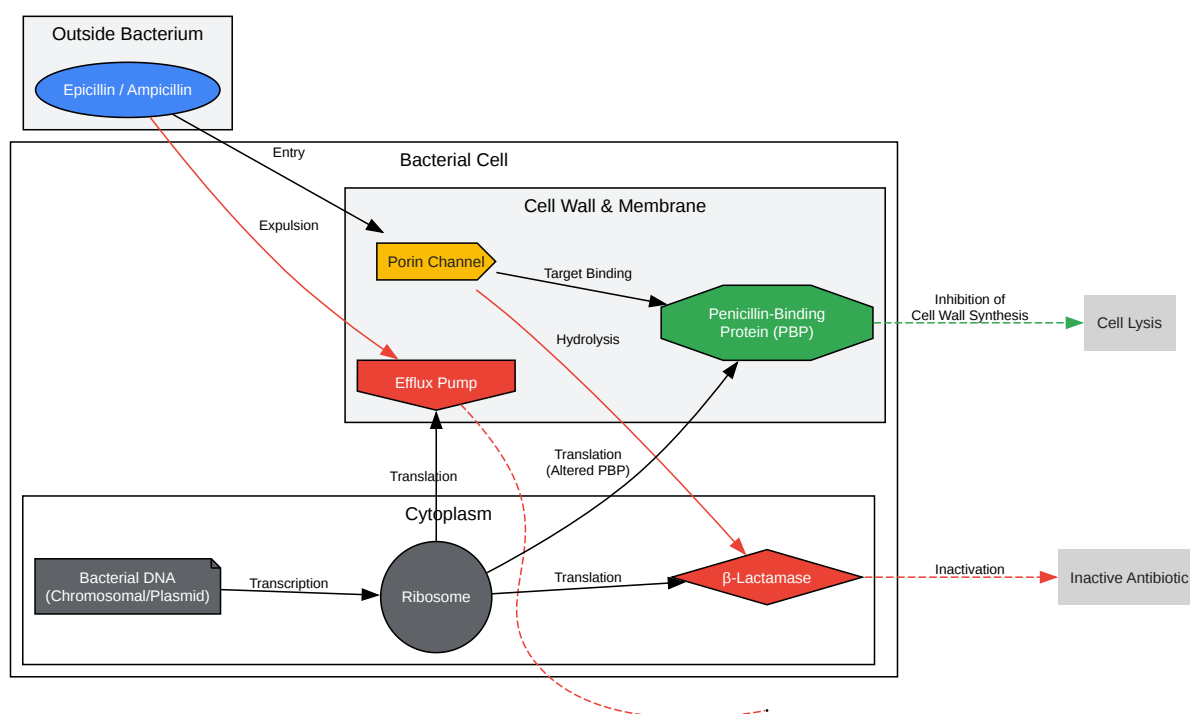 Outside Bacterium
Epicillin / Ampicillin
Entry
Bacterial Cell
Cell Wall & Membrane
Expulsion
Porin Channel
Target Binding
Penicillin-Binding
Protein (PBP)
Inhibition of
Cell Wall Synthesis
Cell Lysis
Hydrolysis
Efflux Pump
Translation
(Altered PBP)
Translation
Cytoplasm
Bacterial DNA
(Chromosomal/Plasmid)
Transcription
Ribosome
Translation
β-Lactamase
Inactivation
Inactive Antibiotic